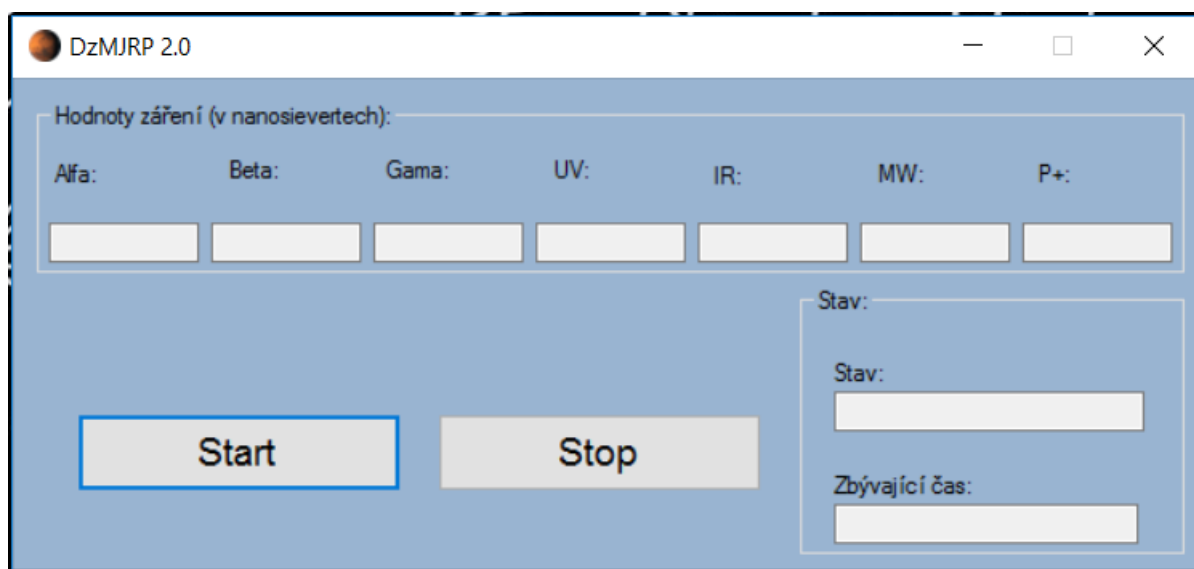 DzMJRP 2.0
Hodnoty záření (v nanosievertech):
Alfa: Beta: Gama: UV: IR: MW: P+:
Stav:
Stav:
Start Stop
Zbývající čas: